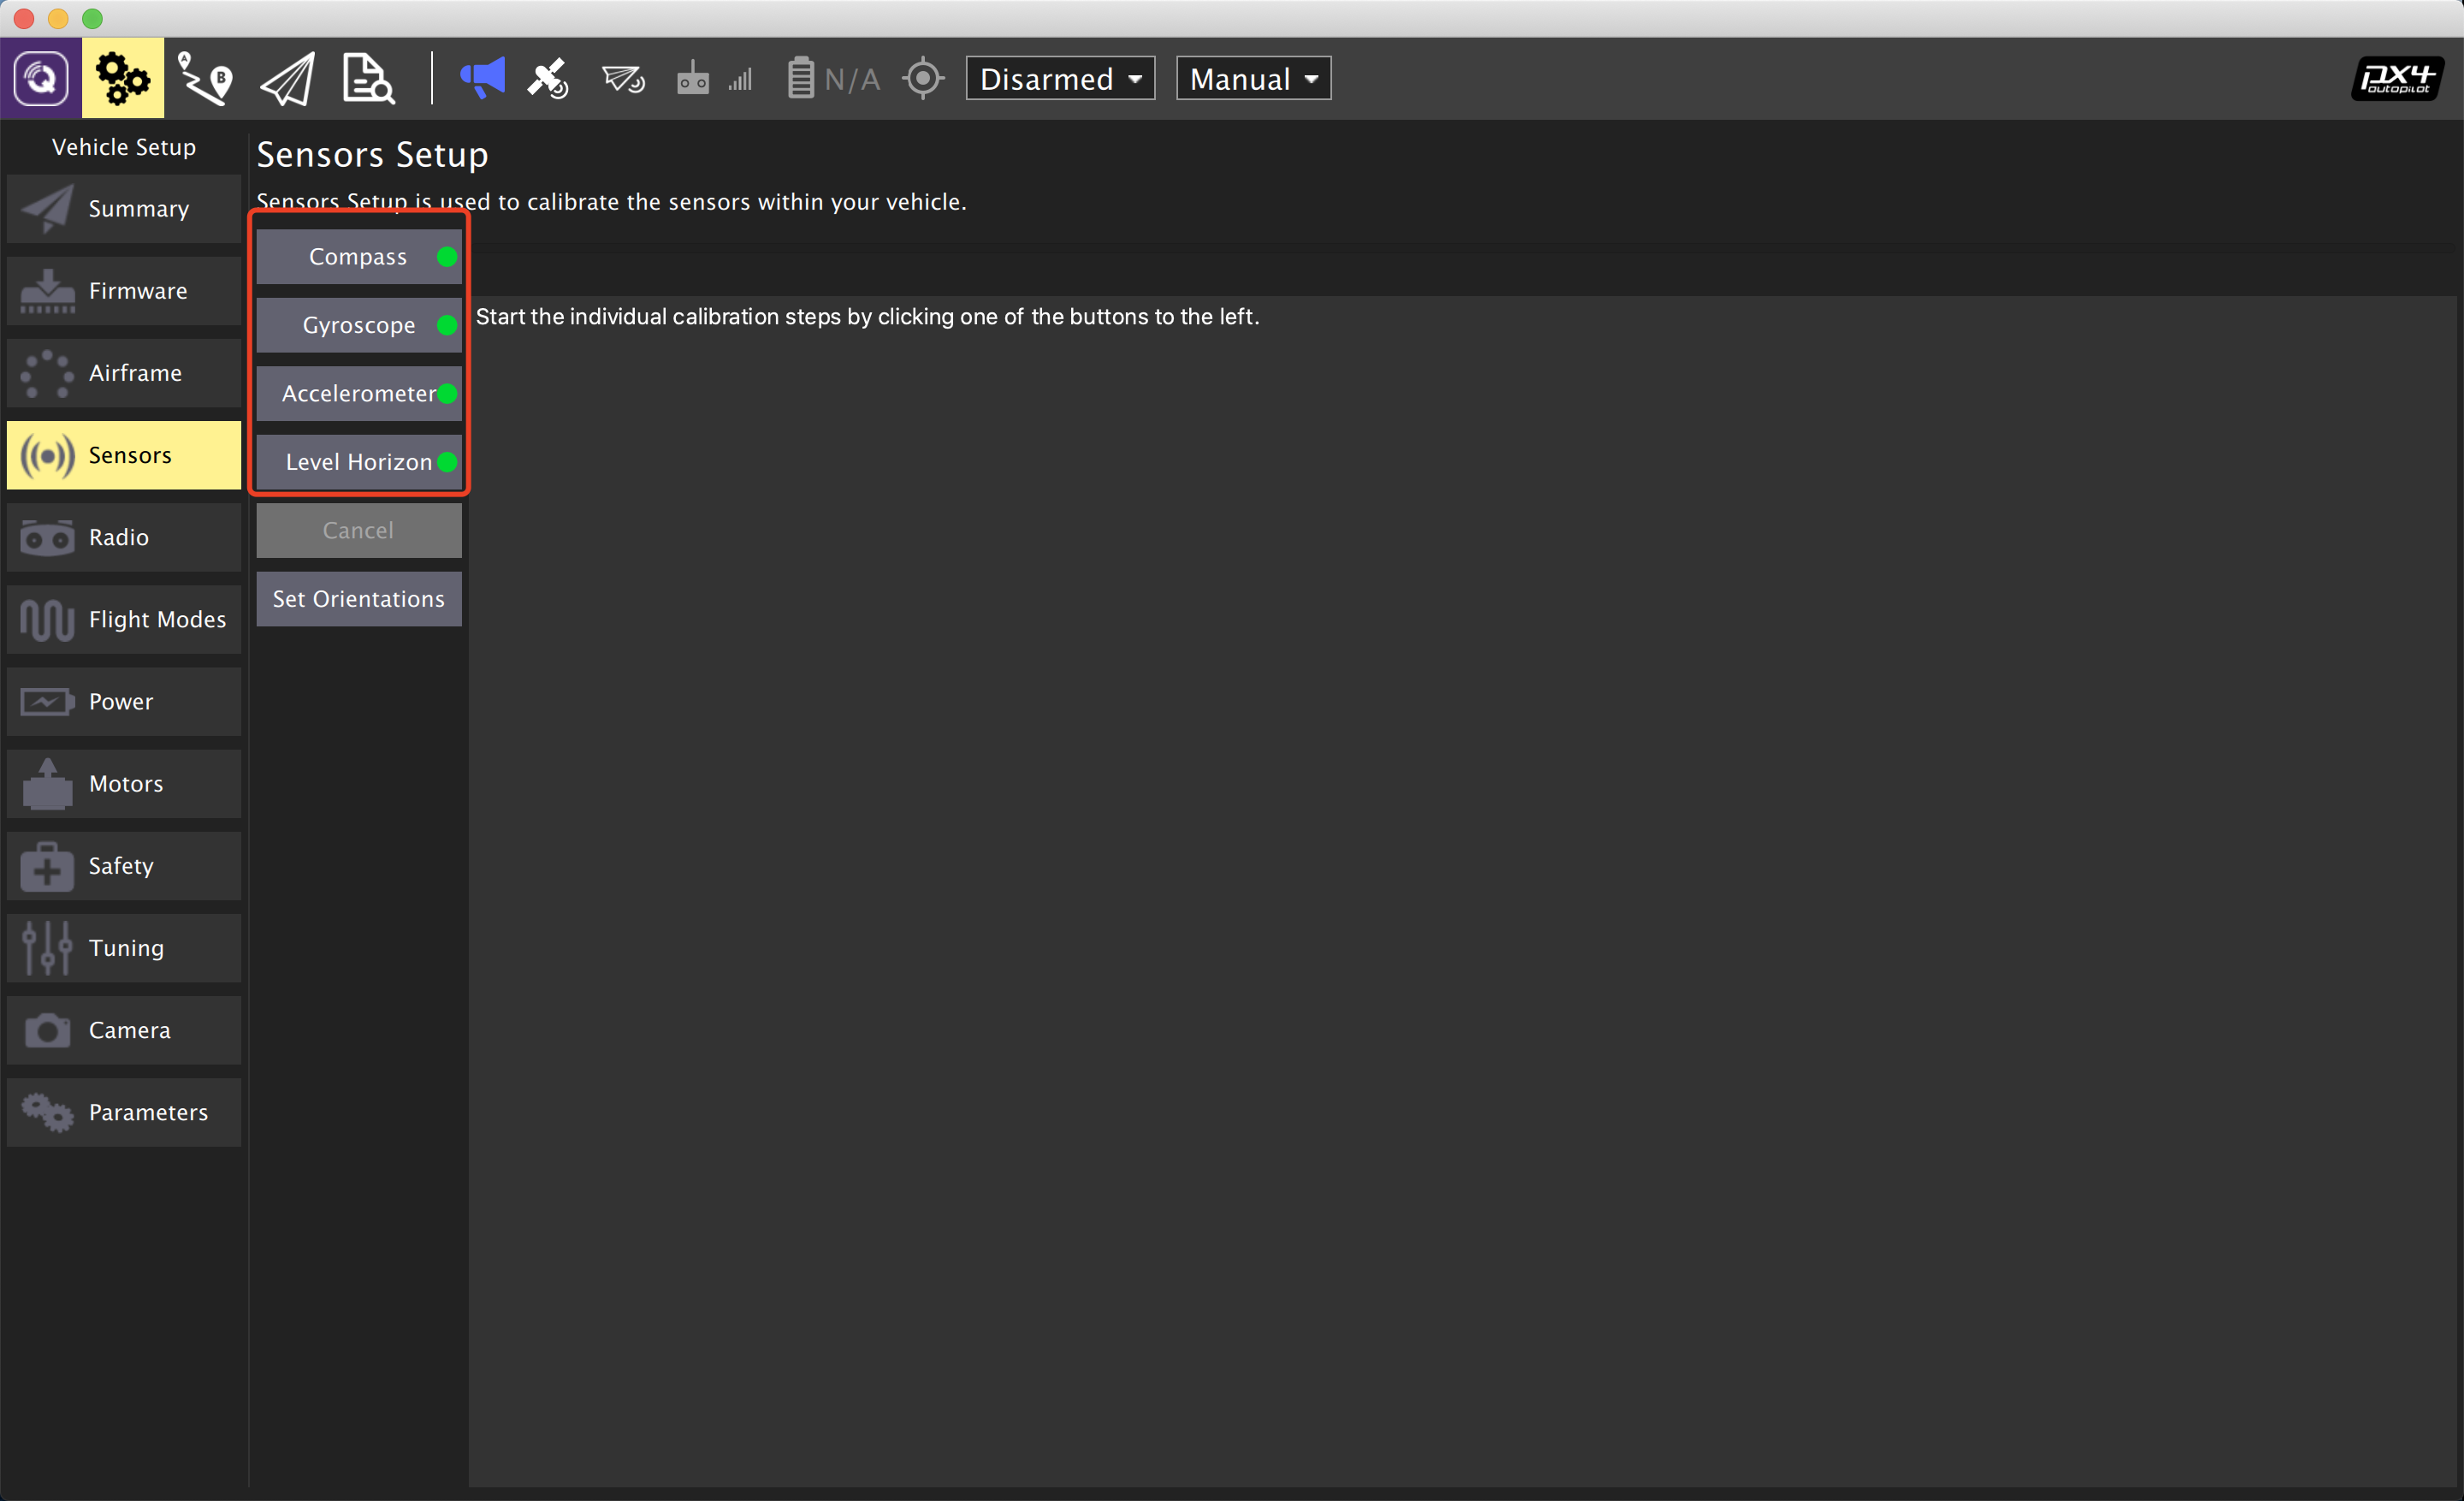 N/A
Disarmed
Manual
px4
autopilot
Vehicle Setup
Summary
Firmware
Airframe
Sensors
Radio
Flight Modes
Power
Motors
Safety
Tuning
Camera
Parameters
Sensors Setup
Sensors Setup is used to calibrate the sensors within your vehicle.
Compass
Gyroscope
Accelerometer
Level Horizon
Cancel
Set Orientations
Start the individual calibration steps by clicking one of the buttons to the left.